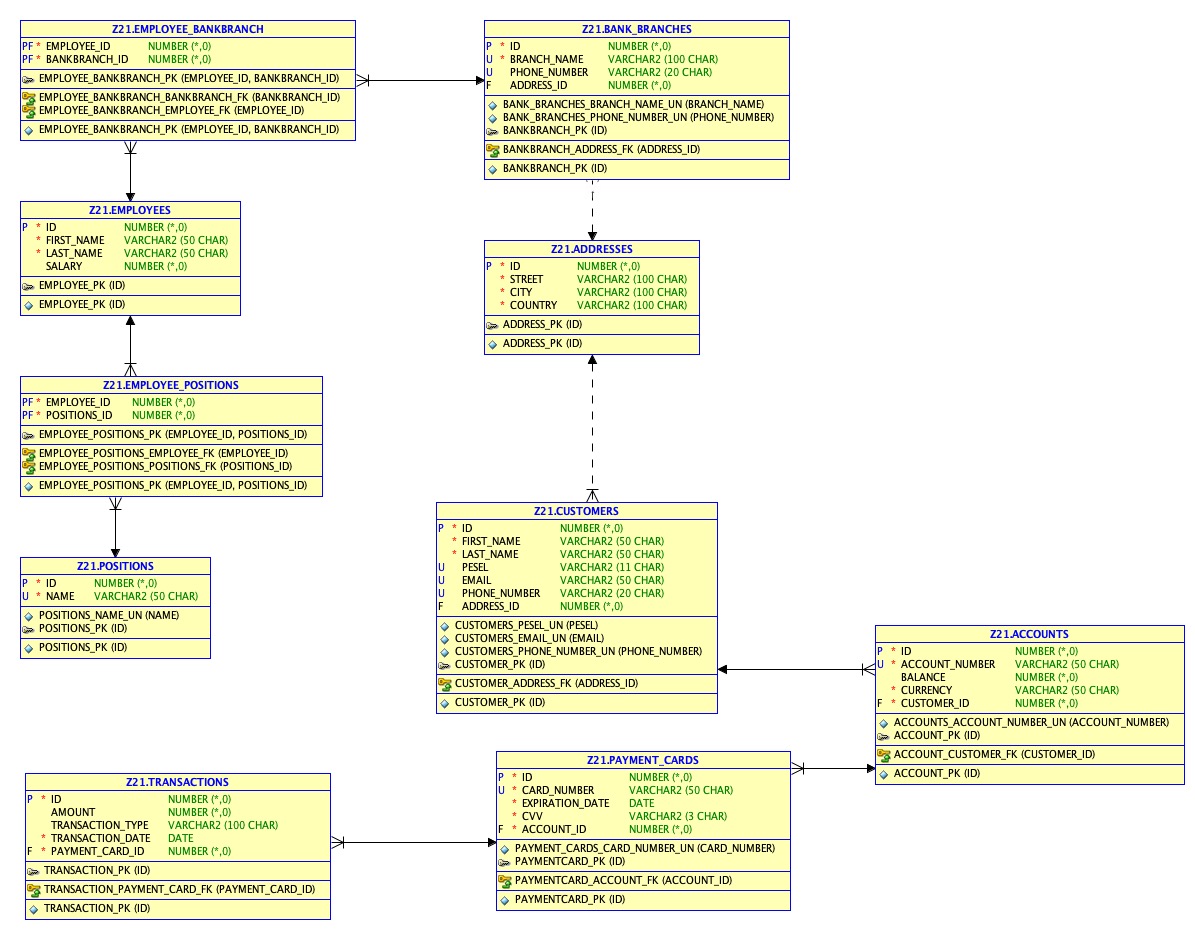 Z21.EMPLOYEE_BANKBRANCH
PF * EMPLOYEE_ID NUMBER (*,0)
PF * BANKBRANCH_ID NUMBER (*,0)
EMPLOYEE_BANKBRANCH_PK (EMPLOYEE_ID, BANKBRANCH_ID)
EMPLOYEE_BANKBRANCH_BANKBRANCH_FK (BANKBRANCH_ID)
EMPLOYEE_BANKBRANCH_EMPLOYEE_FK (EMPLOYEE_ID)
EMPLOYEE_BANKBRANCH_PK (EMPLOYEE_ID, BANKBRANCH_ID)
Z21.BANK_BRANCHES
P * ID NUMBER (*,0)
U * BRANCH_NAME VARCHAR2 (100 CHAR)
U PHONE_NUMBER VARCHAR2 (20 CHAR)
F ADDRESS_ID NUMBER (*,0)
BANK_BRANCHES_BRANCH_NAME_UN (BRANCH_NAME)
BANK_BRANCHES_PHONE_NUMBER_UN (PHONE_NUMBER)
BANKBRANCH_PK (ID)
BANKBRANCH_ADDRESS_FK (ADDRESS_ID)
BANKBRANCH_PK (ID)
Z21.EMPLOYEES
P * ID NUMBER (*,0)
* FIRST_NAME VARCHAR2 (50 CHAR)
* LAST_NAME VARCHAR2 (50 CHAR)
SALARY NUMBER (*,0)
EMPLOYEE_PK (ID)
EMPLOYEE_PK (ID)
Z21.ADDRESSES
P * ID NUMBER (*,0)
* STREET VARCHAR2 (100 CHAR)
* CITY VARCHAR2 (100 CHAR)
* COUNTRY VARCHAR2 (100 CHAR)
ADDRESS_PK (ID)
ADDRESS_PK (ID)
Z21.EMPLOYEE_POSITIONS
PF * EMPLOYEE_ID NUMBER (*,0)
PF * POSITIONS_ID NUMBER (*,0)
EMPLOYEE_POSITIONS_PK (EMPLOYEE_ID, POSITIONS_ID)
EMPLOYEE_POSITIONS_EMPLOYEE_FK (EMPLOYEE_ID)
EMPLOYEE_POSITIONS_POSITIONS_FK (POSITIONS_ID)
EMPLOYEE_POSITIONS_PK (EMPLOYEE_ID, POSITIONS_ID)
Z21.POSITIONS
P * ID NUMBER (*,0)
U * NAME VARCHAR2 (50 CHAR)
POSITIONS_NAME_UN (NAME)
POSITIONS_PK (ID)
POSITIONS_PK (ID)
Z21.CUSTOMERS
P * ID NUMBER (*,0)
* FIRST_NAME VARCHAR2 (50 CHAR)
* LAST_NAME VARCHAR2 (50 CHAR)
U PESEL VARCHAR2 (11 CHAR)
U EMAIL VARCHAR2 (50 CHAR)
U PHONE_NUMBER VARCHAR2 (20 CHAR)
F ADDRESS_ID NUMBER (*,0)
CUSTOMERS_PESEL_UN (PESEL)
CUSTOMERS_EMAIL_UN (EMAIL)
CUSTOMERS_PHONE_NUMBER_UN (PHONE_NUMBER)
CUSTOMER_PK (ID)
CUSTOMER_ADDRESS_FK (ADDRESS_ID)
CUSTOMER_PK (ID)
Z21.ACCOUNTS
P * ID NUMBER (*,0)
U * ACCOUNT_NUMBER VARCHAR2 (50 CHAR)
BALANCE NUMBER (*,0)
* CURRENCY VARCHAR2 (50 CHAR)
F * CUSTOMER_ID NUMBER (*,0)
ACCOUNTS_ACCOUNT_NUMBER_UN (ACCOUNT_NUMBER)
ACCOUNT_PK (ID)
ACCOUNT_CUSTOMER_FK (CUSTOMER_ID)
ACCOUNT_PK (ID)
Z21.TRANSACTIONS
P * ID NUMBER (*,0)
AMOUNT NUMBER (*,0)
TRANSACTION_TYPE VARCHAR2 (100 CHAR)
* TRANSACTION_DATE DATE
F * PAYMENT_CARD_ID NUMBER (*,0)
TRANSACTION_PK (ID)
TRANSACTION_PAYMENT_CARD_FK (PAYMENT_CARD_ID)
TRANSACTION_PK (ID)
Z21.PAYMENT_CARDS
P * ID NUMBER (*,0)
U * CARD_NUMBER VARCHAR2 (50 CHAR)
* EXPIRATION_DATE DATE
* CVV VARCHAR2 (3 CHAR)
F * ACCOUNT_ID NUMBER (*,0)
PAYMENT_CARDS_CARD_NUMBER_UN (CARD_NUMBER)
PAYMENTCARD_PK (ID)
PAYMENTCARD_ACCOUNT_FK (ACCOUNT_ID)
PAYMENTCARD_PK (ID)